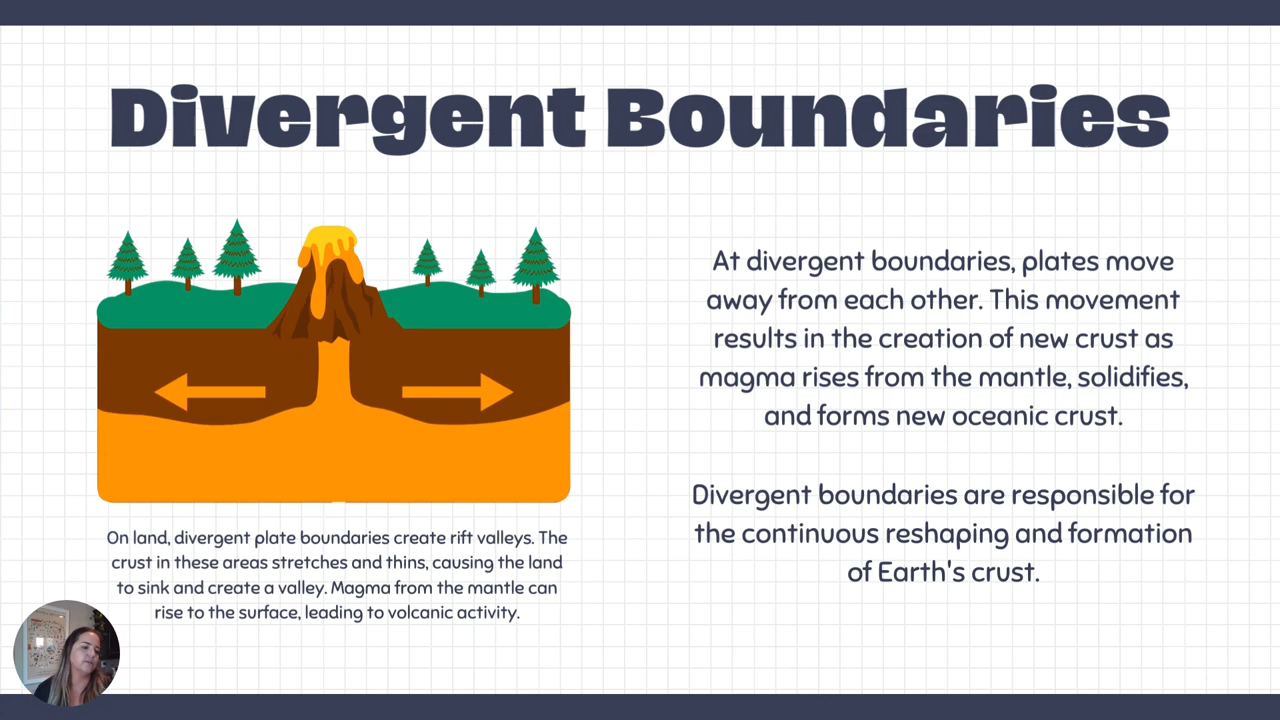 Divergent Boundaries
At divergent boundaries, plates move
away from each other. This movement
results in the creation of new crust as
magma rises from the mantle, solidifies,
and forms new oceanic crust.
Divergent boundaries are responsible for
the continuous reshaping and formation
of Earth's crust.
On land, divergent plate boundaries create rift valleys. The
crust in these areas stretches and thins, causing the land
to sink and create a valley. Magma from the mantle can
rise to the surface, leading to volcanic activity.